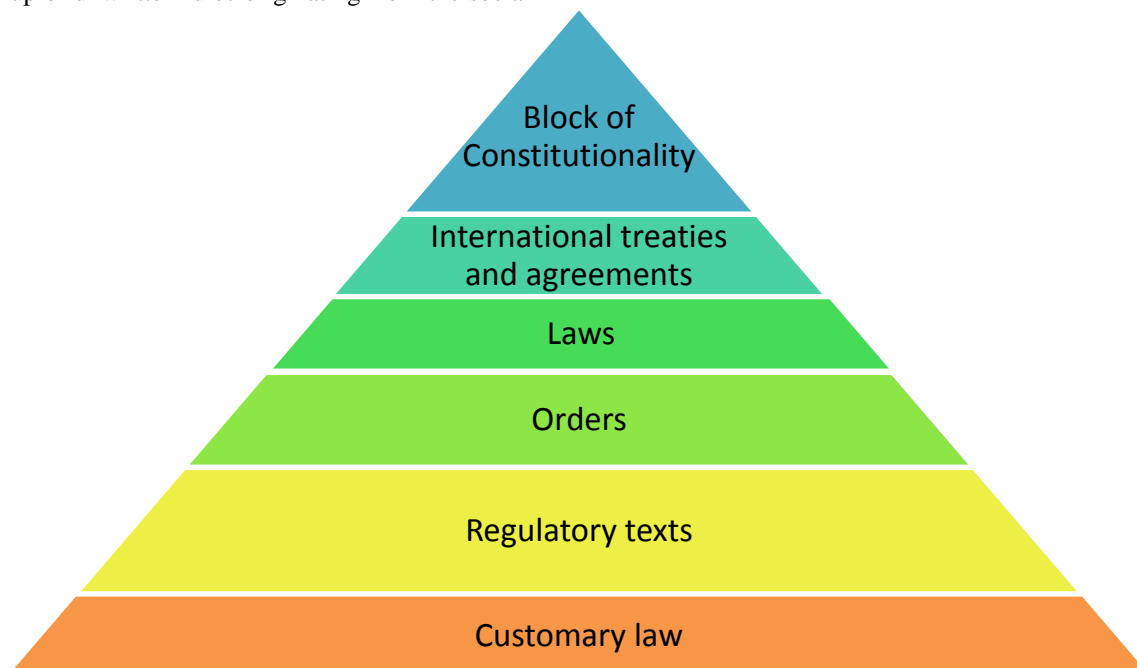 Block of
Constitutionality
International treaties
and agreements
Laws
Orders
Regulatory texts
Customary law